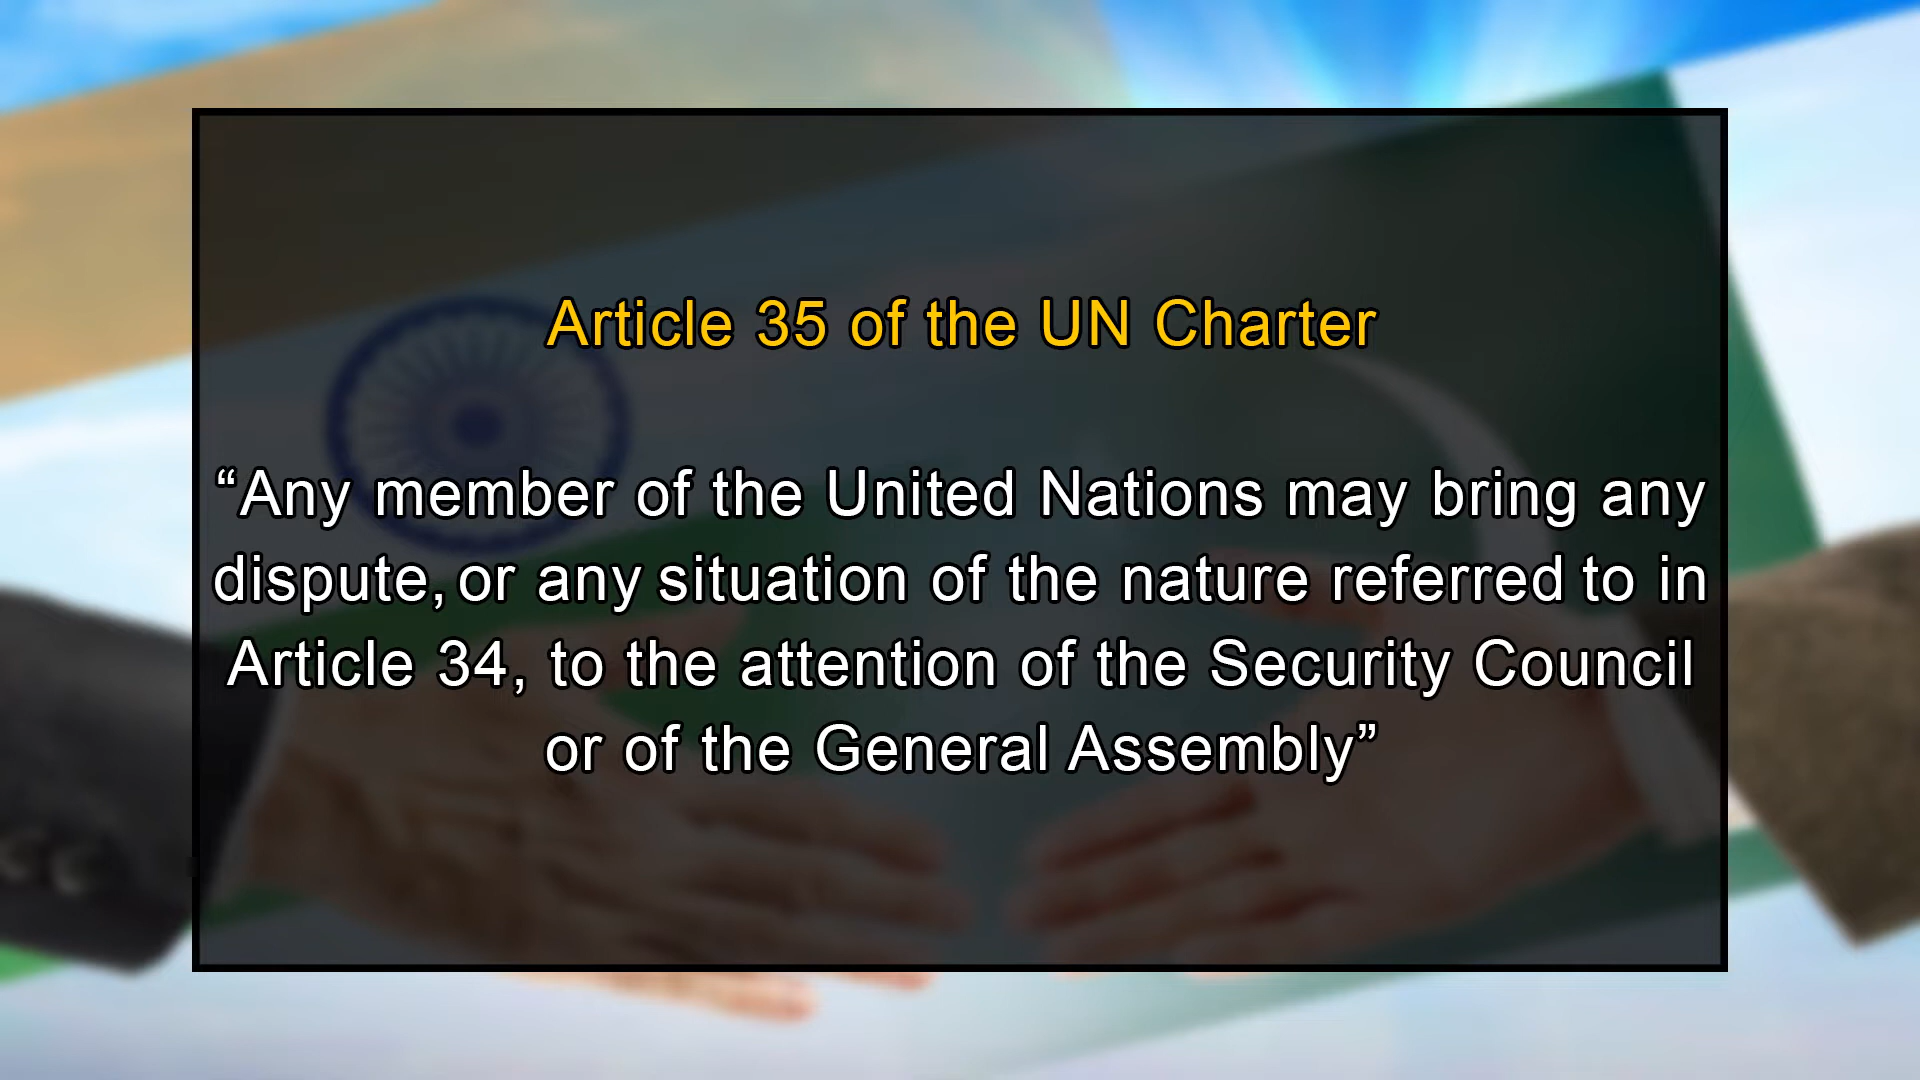 Article 35 of the UN Charter
“Any member of the United Nations may bring any
dispute, or any situation of the nature referred to in
Article 34, to the attention of the Security Council
or of the General Assembly”